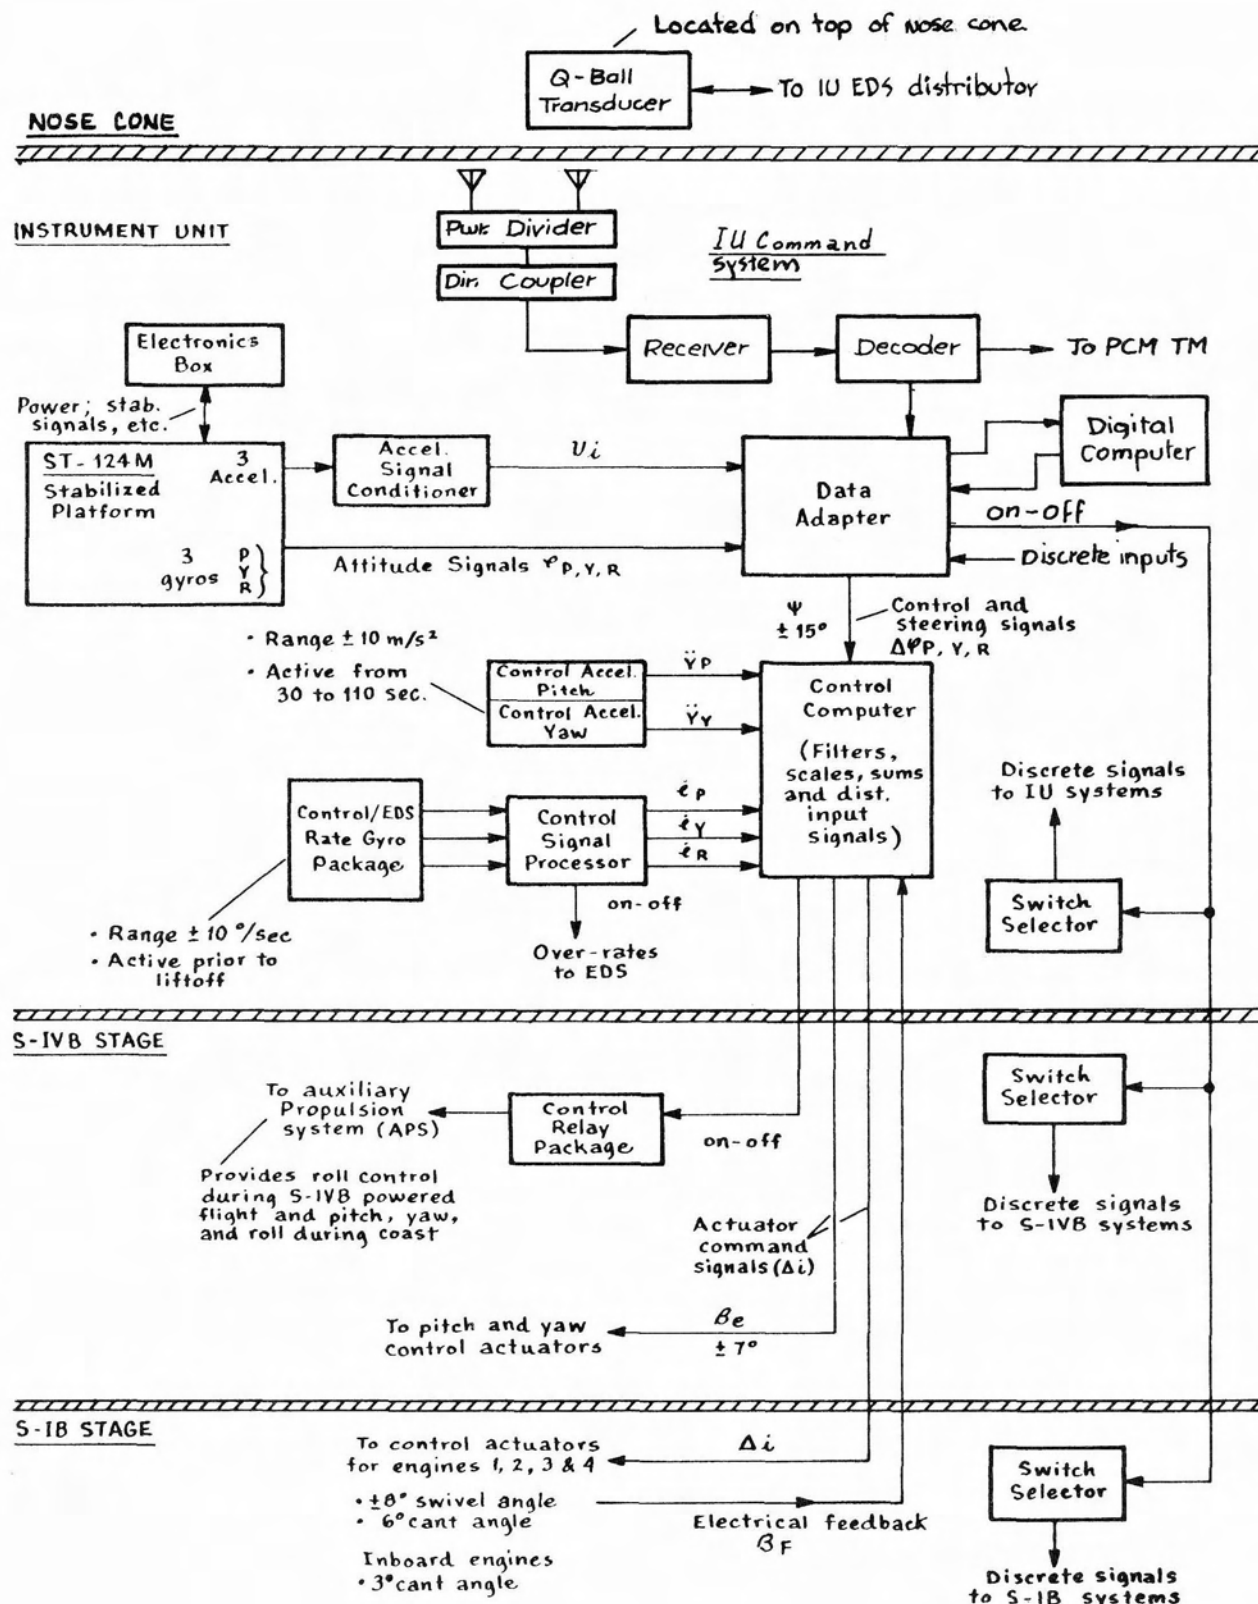 Located on top of nose cone.
Q-Ball
Transducer
To IU EDS distributor
NOSE CONE
INSTRUMENT UNIT
Pwr. Divider
IU Command
system
Dir. Coupler
Electronics
Box
Receiver
Decoder
To PCM TM
Power; stab.
signals, etc.
Digital
Computer
ST-124M
Stabilized
Platform
3
Accel.
3
gyros
P
Y
R
Accel.
Signal
Conditioner
υi
Data
Adapter
on-off
Discrete inputs
Attitude Signals φP, Y, R
Ψ
± 15°
Control and
steering signals
ΔφP, Y, R
• Range ± 10 m/s²
• Active from
30 to 110 sec.
Control Accel.
Pitch
Control Accel.
Yaw
ΫP
ΫY
Control
Computer
(Filters,
scales, sums
and dist.
input
signals)
Discrete signals
to IU systems
Control/EDS
Rate Gyro
Package
Control
Signal
Processor
ėP
ėY
ėR
on-off
Switch
Selector
• Range ± 10 °/sec
• Active prior to
liftoff
Over-rates
to EDS
S-IVB STAGE
To auxiliary
Propulsion
system (APS)
Control
Relay
Package
on-off
Switch
Selector
Provides roll control
during S-IVB powered
flight and pitch, yaw,
and roll during coast
Discrete signals
to S-IVB systems
Actuator
command
signals (Δi)
To pitch and yaw
control actuators
βe
± 7°
S-IB STAGE
To control actuators
for engines 1, 2, 3 & 4
Δi
Switch
Selector
• ±8° swivel angle
• 6° cant angle
Electrical feedback
βF
Inboard engines
• 3° cant angle
Discrete signals
to S-IB systems